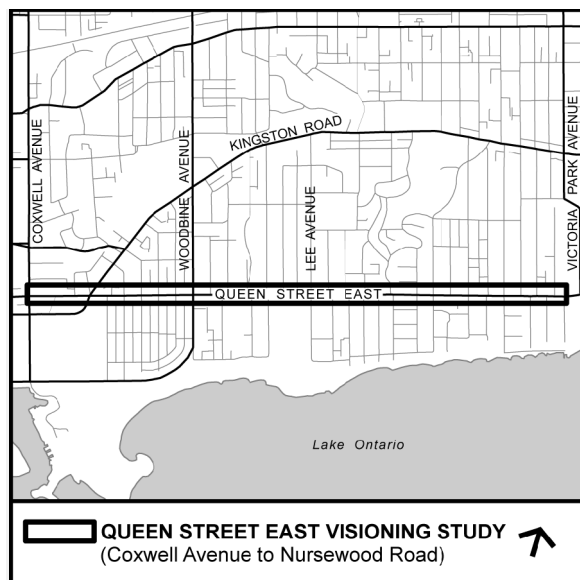 COXWELL AVENUE
WOODBINE AVENUE
KINGSTON ROAD
LEE AVENUE
VICTORIA PARK AVENUE
QUEEN STREET EAST
Lake Ontario
QUEEN STREET EAST VISIONING STUDY
(Coxwell Avenue to Nursewood Road)